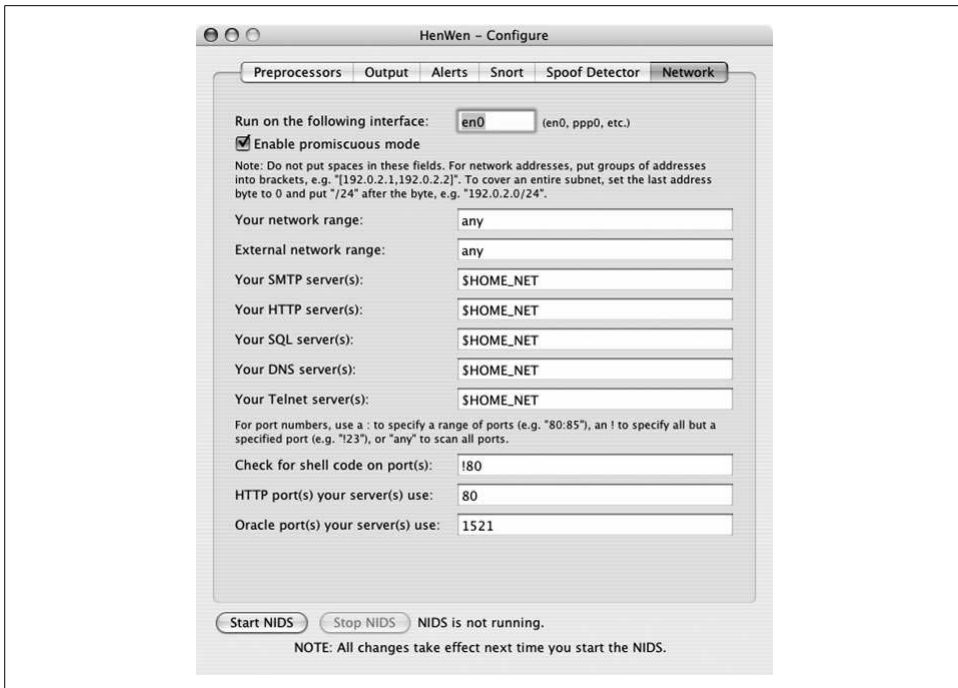 HenWen – Configure
Preprocessors Output Alerts Snort Spoof Detector Network
Run on the following interface: en0 (en0, ppp0, etc.)
Enable promiscuous mode
Note: Do not put spaces in these fields. For network addresses, put groups of addresses
into brackets, e.g. "[192.0.2.1,192.0.2.2]". To cover an entire subnet, set the last address
byte to 0 and put "/24" after the byte, e.g. "192.0.2.0/24".
Your network range: any
External network range: any
Your SMTP server(s): $HOME_NET
Your HTTP server(s): $HOME_NET
Your SQL server(s): $HOME_NET
Your DNS server(s): $HOME_NET
Your Telnet server(s): $HOME_NET
For port numbers, use a : to specify a range of ports (e.g. "80:85"), an ! to specify all but a
specified port (e.g. "!23"), or "any" to scan all ports.
Check for shell code on port(s): !80
HTTP port(s) your server(s) use: 80
Oracle port(s) your server(s) use: 1521
Start NIDS Stop NIDS NIDS is not running.
NOTE: All changes take effect next time you start the NIDS.